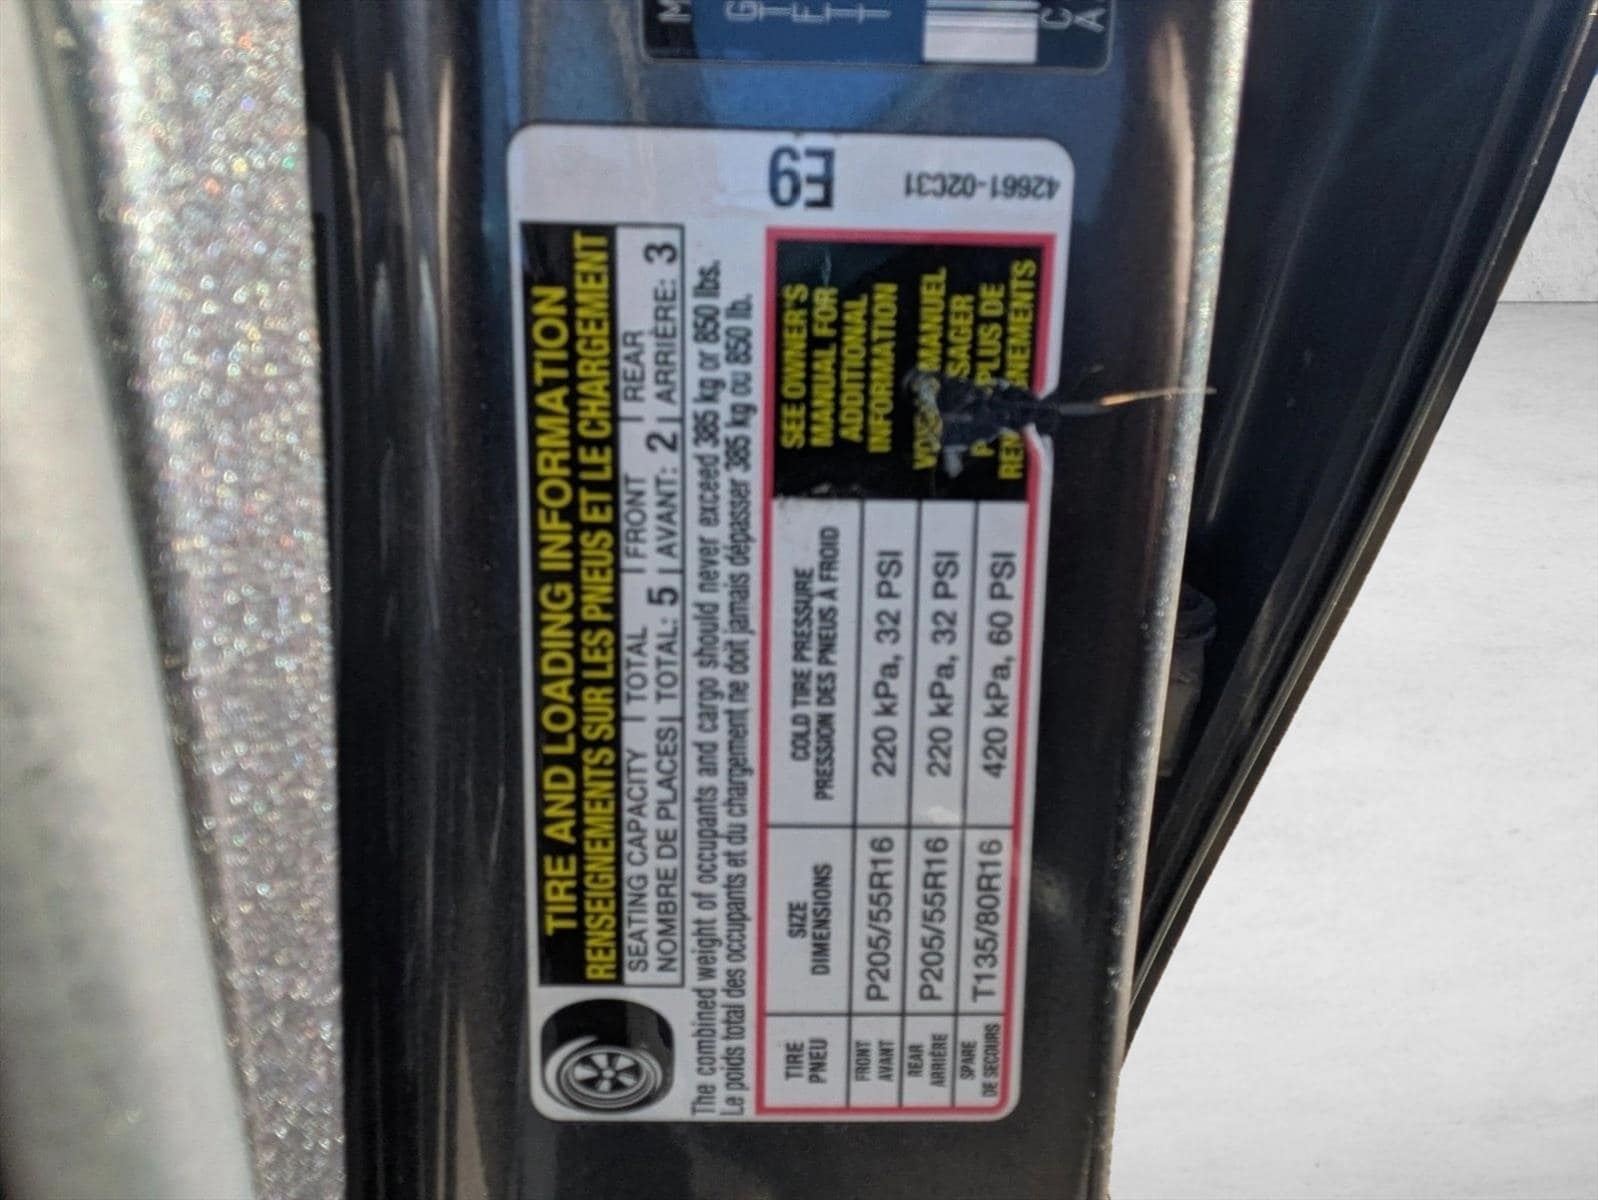 TIRE AND LOADING INFORMATION
RENSEIGNEMENTS SUR LES PNEUS ET LE CHARGEMENT
SEATING CAPACITY | TOTAL | FRONT | REAR
NOMBRE DE PLACES | TOTAL: 5 | AVANT: 2 | ARRIÈRE: 3
The combined weight of occupants and cargo should never exceed 385 kg or 850 lbs.
Le poids total des occupants et du chargement ne doit jamais dépasser 385 kg ou 850 lb.
TIRE
PNEU
SIZE
DIMENSIONS
COLD TIRE PRESSURE
PRESSION DES PNEUS À FROID
FRONT
AVANT
P205/55R16
220 kPa, 32 PSI
REAR
ARRIÈRE
P205/55R16
220 kPa, 32 PSI
SPARE
DE SECOURS
T135/80R16
420 kPa, 60 PSI
SEE OWNER'S
MANUAL FOR
ADDITIONAL
INFORMATION
MANUEL
PLUS DE
E9
42661-02C31